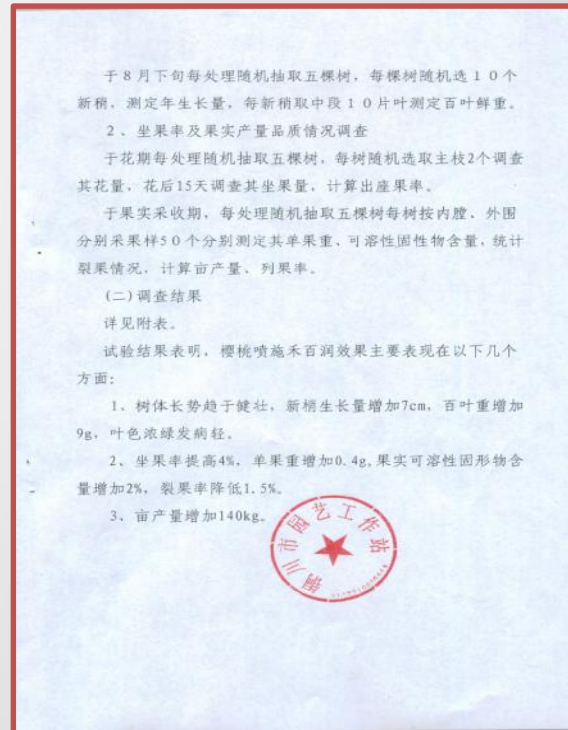 于8月下旬每处理随机抽取五棵树，每棵树随机选10个
新稍，测定年生长量，每新稍取中段10片叶测定百叶鲜重。
2、坐果率及果实产量品质情况调查
于花期每处理随机抽取五棵树，每树随机选取主枝2个调查
其花量，花后15天调查其坐果量，计算出座果率。
于果实采收期，每处理随机抽取五棵树每树按内膛、外围
分别采果样50个分别测定其单果重、可溶性固性物含量，统计
裂果情况，计算亩产量、列果率。
(二)调查结果
详见附表。
试验结果表明，樱桃喷施禾百润效果主要表现在以下几个
方面：
1、树体长势趋于健壮，新梢生长量增加7cm，百叶重增加
9g，叶色浓绿发病轻。
2、坐果率提高4%，单果重增加0.4g,果实可溶性固形物含
量增加2%，裂果率降低1.5%。
3、亩产量增加140kg。
铜川市园艺工作站